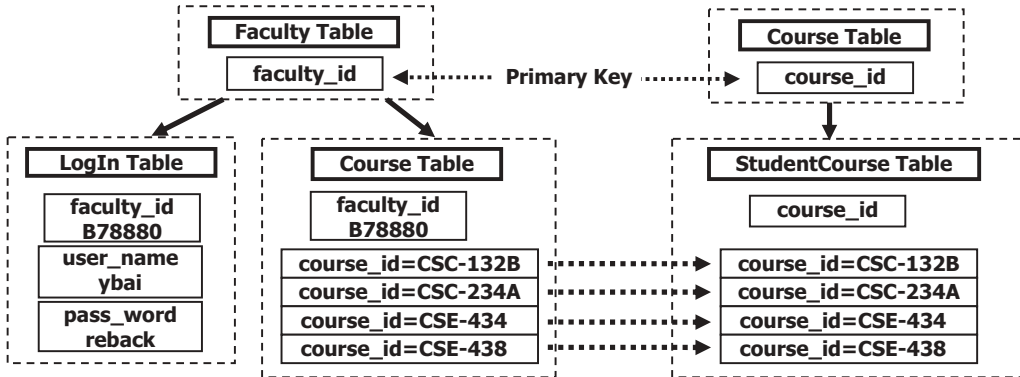 Faculty Table
faculty_id
Primary Key
Course Table
course_id
LogIn Table
faculty_id
B78880
user_name
ybai
pass_word
reback
Course Table
faculty_id
B78880
course_id=CSC-132B
course_id=CSC-234A
course_id=CSE-434
course_id=CSE-438
StudentCourse Table
course_id
course_id=CSC-132B
course_id=CSC-234A
course_id=CSE-434
course_id=CSE-438